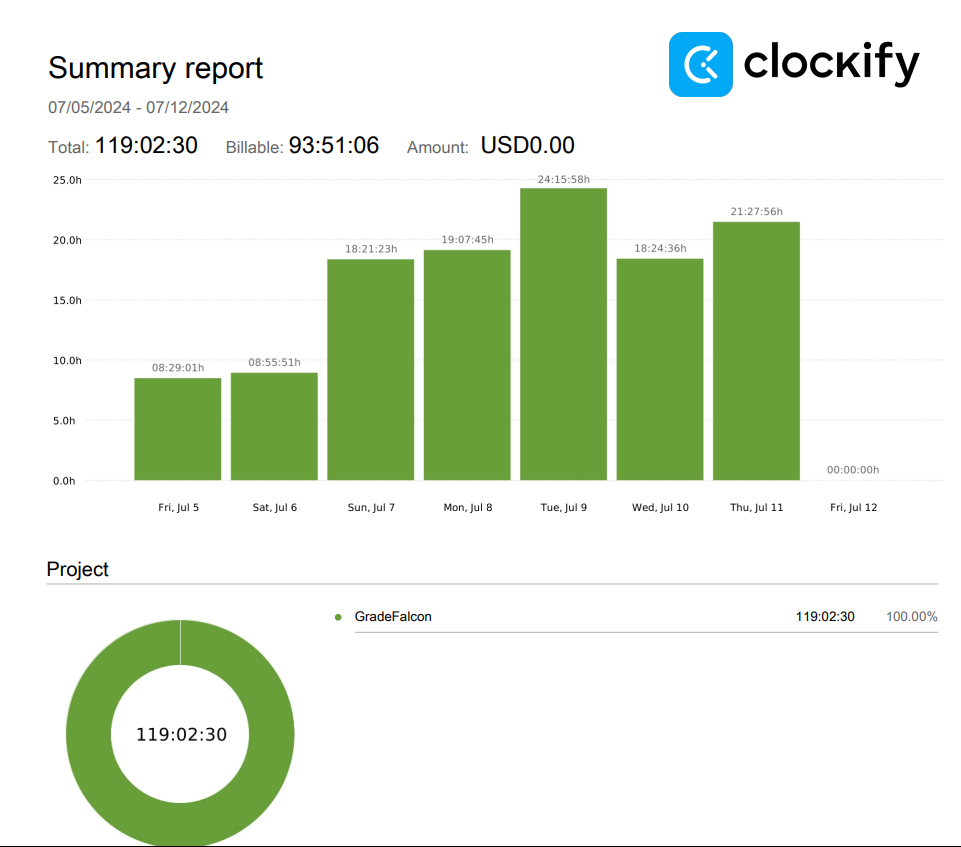 Summary report
clockify
07/05/2024 - 07/12/2024
Total: 119:02:30 Billable: 93:51:06 Amount: USD0.00
25.0h
20.0h
15.0h
10.0h
5.0h
0.0h
08:29:01h
08:55:51h
18:21:23h
19:07:45h
24:15:58h
18:24:36h
21:27:56h
00:00:00h
Fri, Jul 5 Sat, Jul 6 Sun, Jul 7 Mon, Jul 8 Tue, Jul 9 Wed, Jul 10 Thu, Jul 11 Fri, Jul 12
Project
GradeFalcon 119:02:30 100.00%
119:02:30